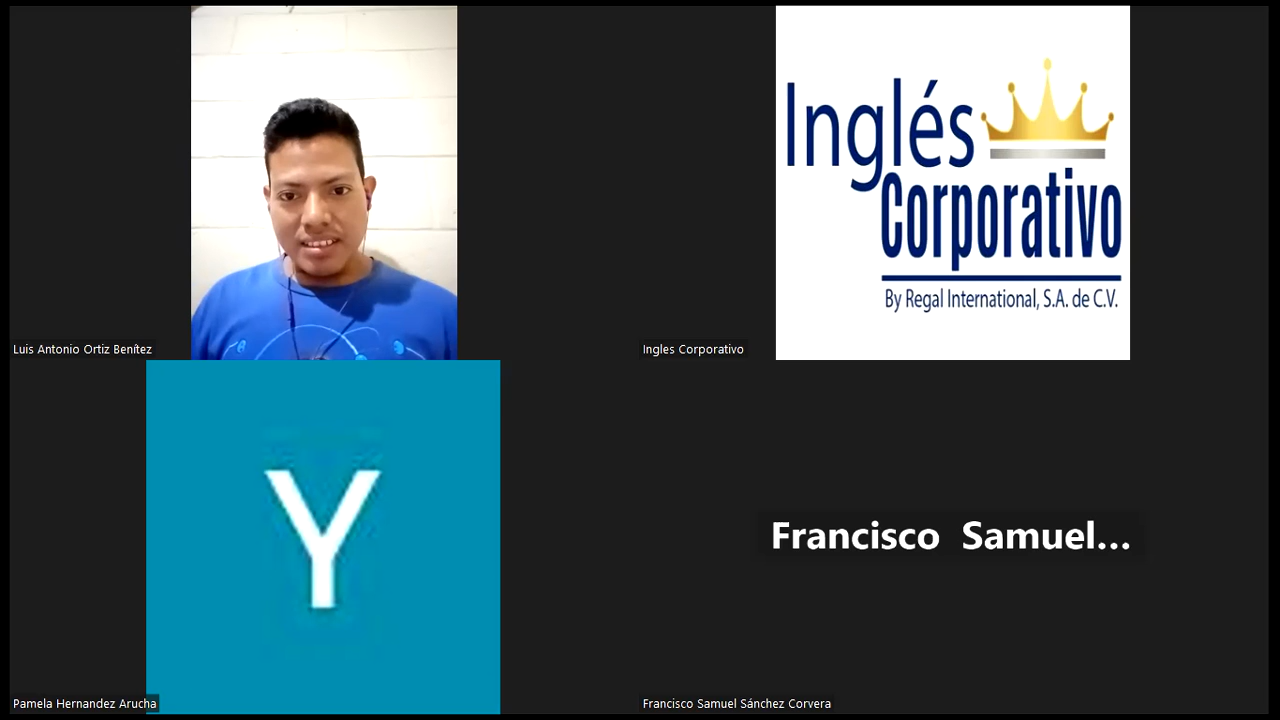 Luis Antonio Ortiz Benítez
Inglés
Corporativo
By Regal International, S.A. de C.V.
Ingles Corporativo
Y
Pamela Hernandez Arucha
Francisco Samuel...
Francisco Samuel Sánchez Corvera